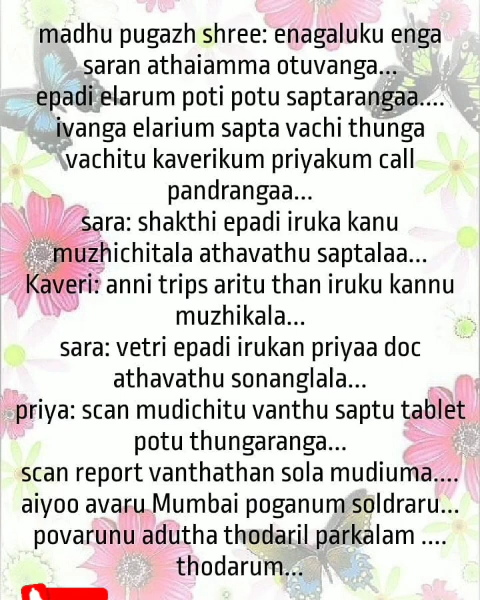 madhu pugazh shree: enagaluku enga
saran athaiamma otuvanga...
epadi elarum poti potu saptarangaa....
ivanga elarium sapta vachi thunga
vachitu kaverikum priyakum call
pandrangaa...
sara: shakthi epadi iruka kanu
muzhichitala athavathu saptalaa...
Kaveri: anni trips aritu than iruku kannu
muzhikala...
sara: vetri epadi irukan priyaa doc
athavathu sonanglala...
priya: scan mudichitu vanthu saptu tablet
potu thungaranga...
scan report vanthathan sola mudiuma....
aiyoo avaru Mumbai poganum soldraru...
povarunu adutha thodaril parkalam ....
thodarum...